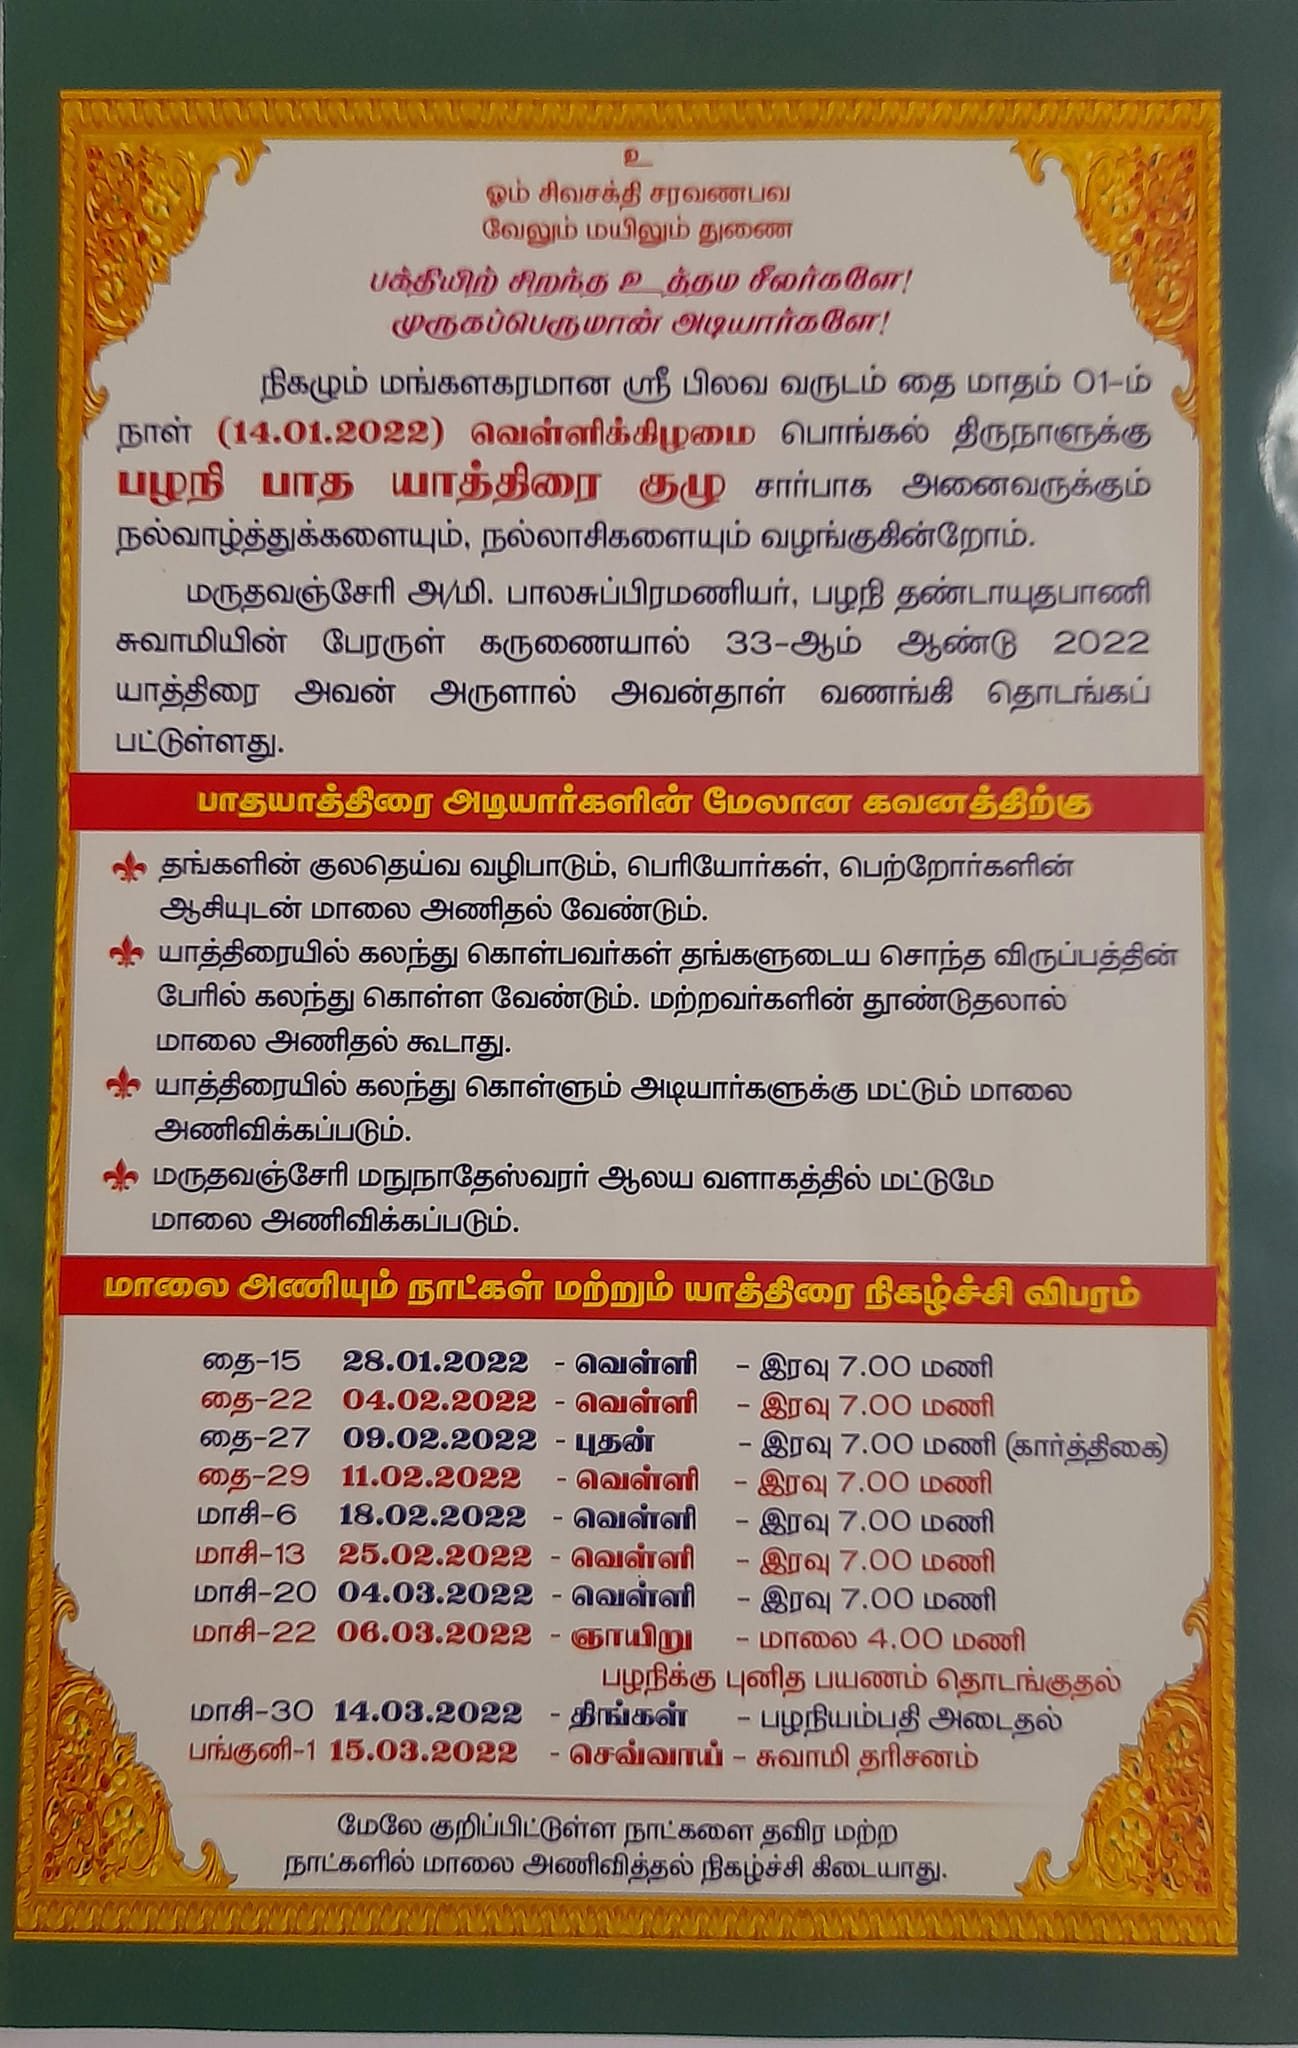 உ
ஓம் சிவசக்தி சரவணபவ
வேலும் மயிலும் துணை
பக்தியிற் சிறந்த உத்தம சீலர்களே!
முருகப்பெருமான் அடியார்களே!
நிகழும் மங்களகரமான ஸ்ரீ பிலவ வருடம் தை மாதம் 01-ம்
நாள் (14.01.2022) வெள்ளிக்கிழமை பொங்கல் திருநாளுக்கு
பழநி பாத யாத்திரை குழு சார்பாக அனைவருக்கும்
நல்வாழ்த்துக்களையும், நல்லாசிகளையும் வழங்குகின்றோம்.
மருதவஞ்சேரி அ/மி. பாலசுப்பிரமணியர், பழநி தண்டாயுதபாணி
சுவாமியின் பேரருள் கருணையால் 33-ஆம் ஆண்டு 2022
யாத்திரை அவன் அருளால் அவன்தாள் வணங்கி தொடங்கப்
பட்டுள்ளது.
பாதயாத்திரை அடியார்களின் மேலான கவனத்திற்கு
தங்களின் குலதெய்வ வழிபாடும், பெரியோர்கள், பெற்றோர்களின்
ஆசியுடன் மாலை அணிதல் வேண்டும்.
யாத்திரையில் கலந்து கொள்பவர்கள் தங்களுடைய சொந்த விருப்பத்தின்
பேரில் கலந்து கொள்ள வேண்டும். மற்றவர்களின் தூண்டுதலால்
மாலை அணிதல் கூடாது.
யாத்திரையில் கலந்து கொள்ளும் அடியார்களுக்கு மட்டும் மாலை
அணிவிக்கப்படும்.
மருதவஞ்சேரி மநுநாதேஸ்வரர் ஆலய வளாகத்தில் மட்டுமே
மாலை அணிவிக்கப்படும்.
மாலை அணியும் நாட்கள் மற்றும் யாத்திரை நிகழ்ச்சி விபரம்
தை-15 28.01.2022 - வெள்ளி - இரவு 7.00 மணி
தை-22 04.02.2022 - வெள்ளி - இரவு 7.00 மணி
தை-27 09.02.2022 - புதன் - இரவு 7.00 மணி (கார்த்திகை)
தை-29 11.02.2022 - வெள்ளி - இரவு 7.00 மணி
மாசி-6 18.02.2022 - வெள்ளி - இரவு 7.00 மணி
மாசி-13 25.02.2022 - வெள்ளி - இரவு 7.00 மணி
மாசி-20 04.03.2022 - வெள்ளி - இரவு 7.00 மணி
மாசி-22 06.03.2022 - ஞாயிறு - மாலை 4.00 மணி
பழநிக்கு புனித பயணம் தொடங்குதல்
மாசி-30 14.03.2022 - திங்கள் - பழநியம்பதி அடைதல்
பங்குனி-1 15.03.2022 - செவ்வாய் - சுவாமி தரிசனம்
மேலே குறிப்பிட்டுள்ள நாட்களை தவிர மற்ற
நாட்களில் மாலை அணிவித்தல் நிகழ்ச்சி கிடையாது.